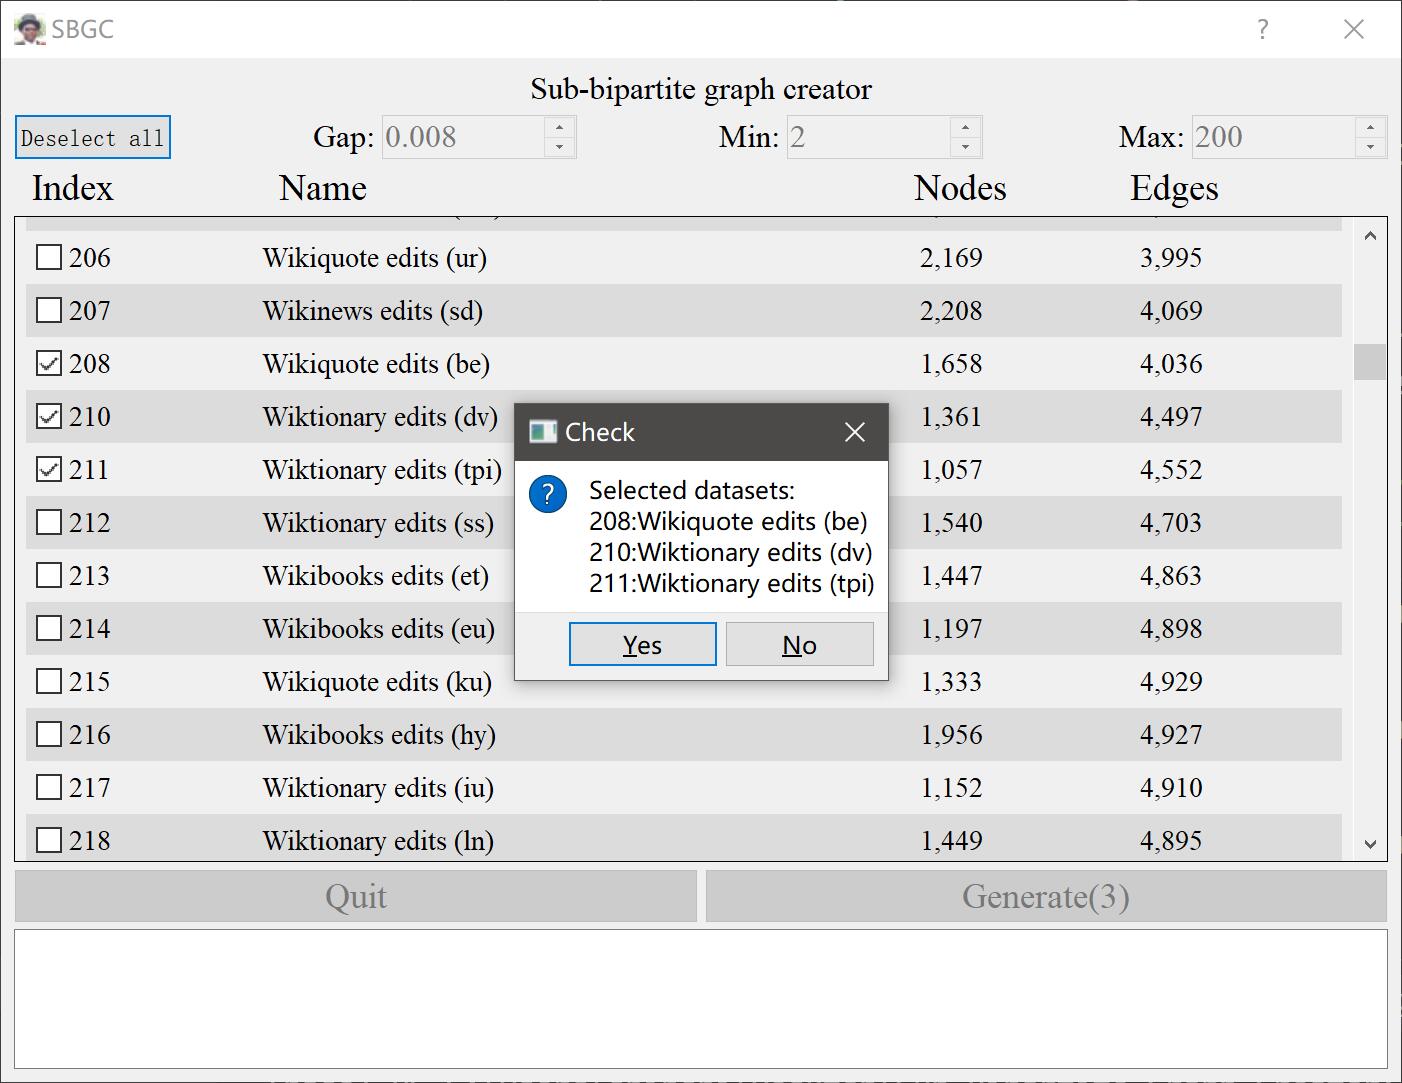 SBGC
?
Sub-bipartite graph creator
Deselect all Gap: 0.008 Min: 2 Max: 200
Index Name Nodes Edges
206 Wikiquote edits (ur) 2,169 3,995
207 Wikinews edits (sd) 2,208 4,069
208 Wikiquote edits (be) 1,658 4,036
210 Wiktionary edits (dv) 1,361 4,497
211 Wiktionary edits (tpi) 1,057 4,552
212 Wiktionary edits (ss) 1,540 4,703
213 Wikibooks edits (et) 1,447 4,863
214 Wikibooks edits (eu) 1,197 4,898
215 Wikiquote edits (ku) 1,333 4,929
216 Wikibooks edits (hy) 1,956 4,927
217 Wiktionary edits (iu) 1,152 4,910
218 Wiktionary edits (ln) 1,449 4,895
Check
?
Selected datasets:
208:Wikiquote edits (be)
210:Wiktionary edits (dv)
211:Wiktionary edits (tpi)
Yes No
Quit Generate(3)